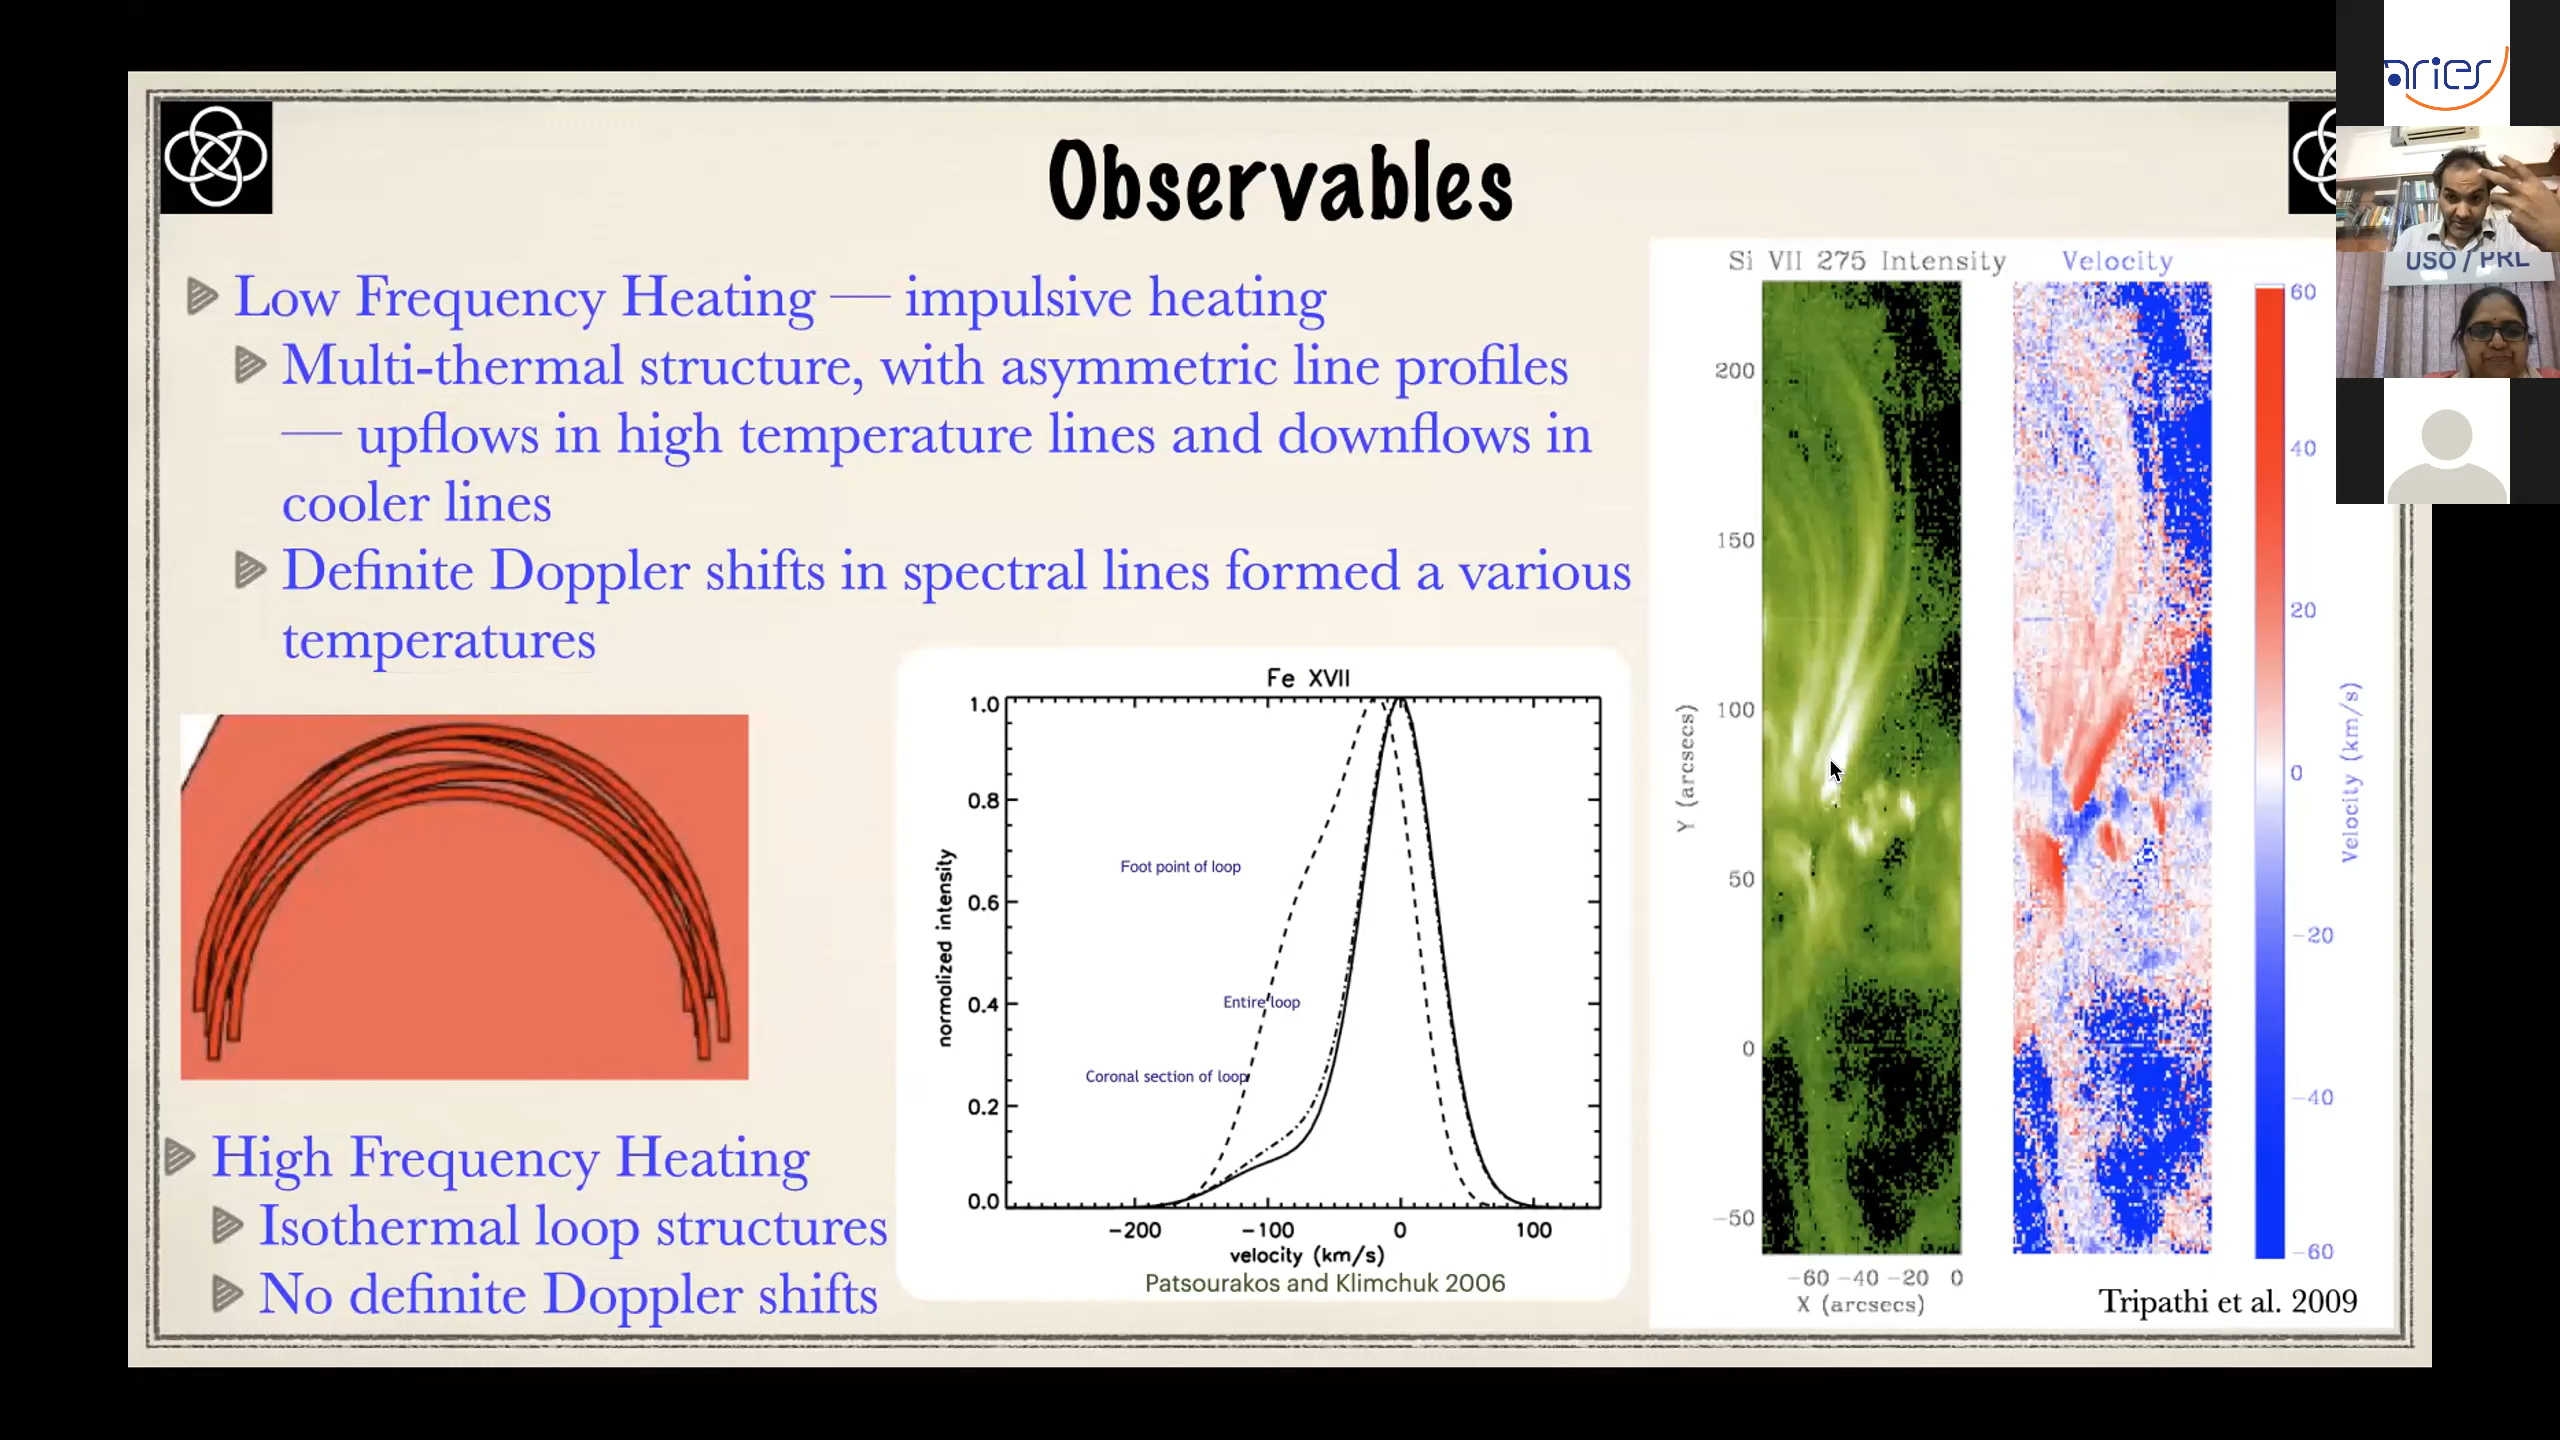 Observables
Low Frequency Heating — impulsive heating
Multi-thermal structure, with asymmetric line profiles
— upflows in high temperature lines and downflows in
cooler lines
Definite Doppler shifts in spectral lines formed a various
temperatures
High Frequency Heating
Isothermal loop structures
No definite Doppler shifts
Fe XVII
1.0
0.8
0.6
0.4
0.2
0.0
normalized intensity
Foot point of loop
Entire loop
Coronal section of loop
-200 -100 0 100
velocity (km/s)
Patsourakos and Klimchuk 2006
Si VII 275 Intensity
Velocity
200
150
100
50
0
-50
Y (arcsecs)
-60 -40 -20 0
X (arcsecs)
60
40
20
0
-20
-40
-60
Velocity (km/s)
Tripathi et al. 2009
aries
USO / PRL